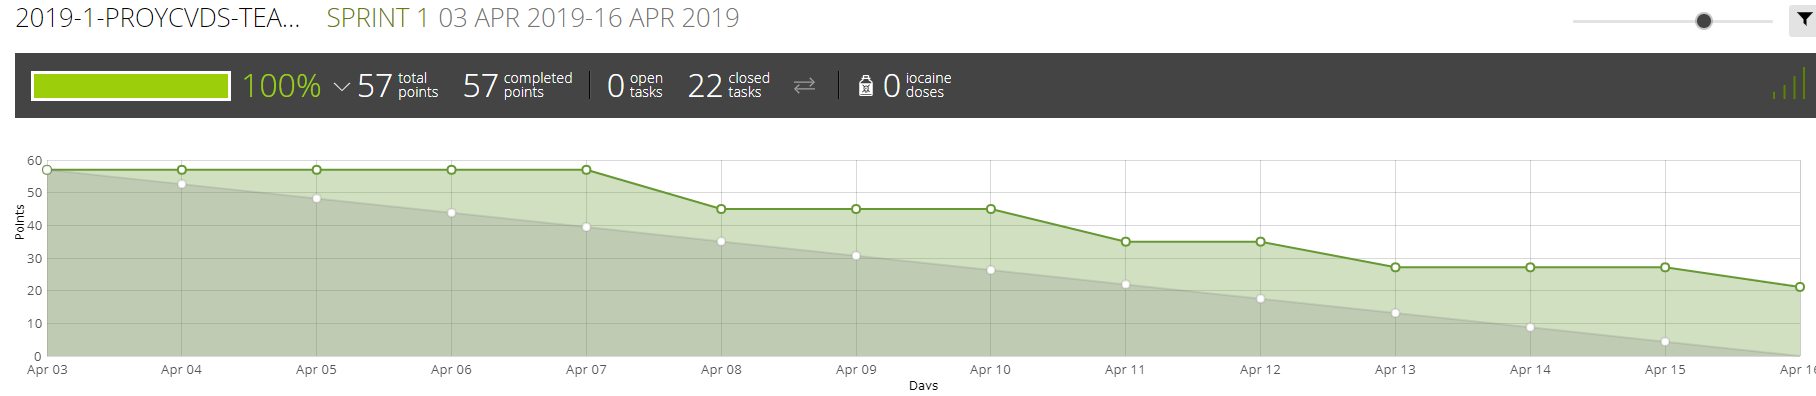 2019-1-PROYCVDS-TEA... SPRINT 1 03 APR 2019-16 APR 2019
100% 57 total points 57 completed points 0 open tasks 22 closed tasks 0 iocaine doses
60
50
40
30
20
10
0
Points
Apr 03 Apr 04 Apr 05 Apr 06 Apr 07 Apr 08 Apr 09 Apr 10 Apr 11 Apr 12 Apr 13 Apr 14 Apr 15 Apr 16
Days